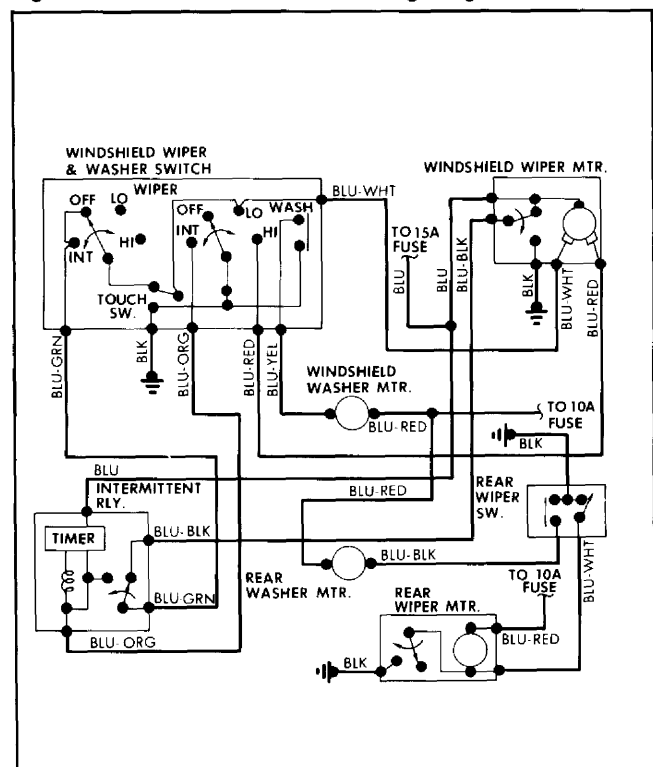 WINDSHIELD WIPER
& WASHER SWITCH
WIPER
OFF
LO
INT
HI
OFF
INT
LO
WASH
HI
TOUCH
SW.
BLU-WHT
WINDSHIELD WIPER MTR.
TO 15A
FUSE
BLU
BLU
BLU-BLK
BLK
BLU-WHT
BLU-RED
BLU-GRN
BLK
BLU-ORG
BLU-RED
BLU-YEL
WINDSHIELD
WASHER MTR.
BLU-RED
TO 10A
FUSE
BLK
BLU
INTERMITTENT
RLY.
BLU-RED
REAR
WIPER
SW.
TIMER
BLU-BLK
BLU-BLK
BLU-GRN
REAR
WASHER MTR.
TO 10A
FUSE
BLU-WHT
REAR
WIPER MTR.
BLU-RED
BLU-ORG
BLK